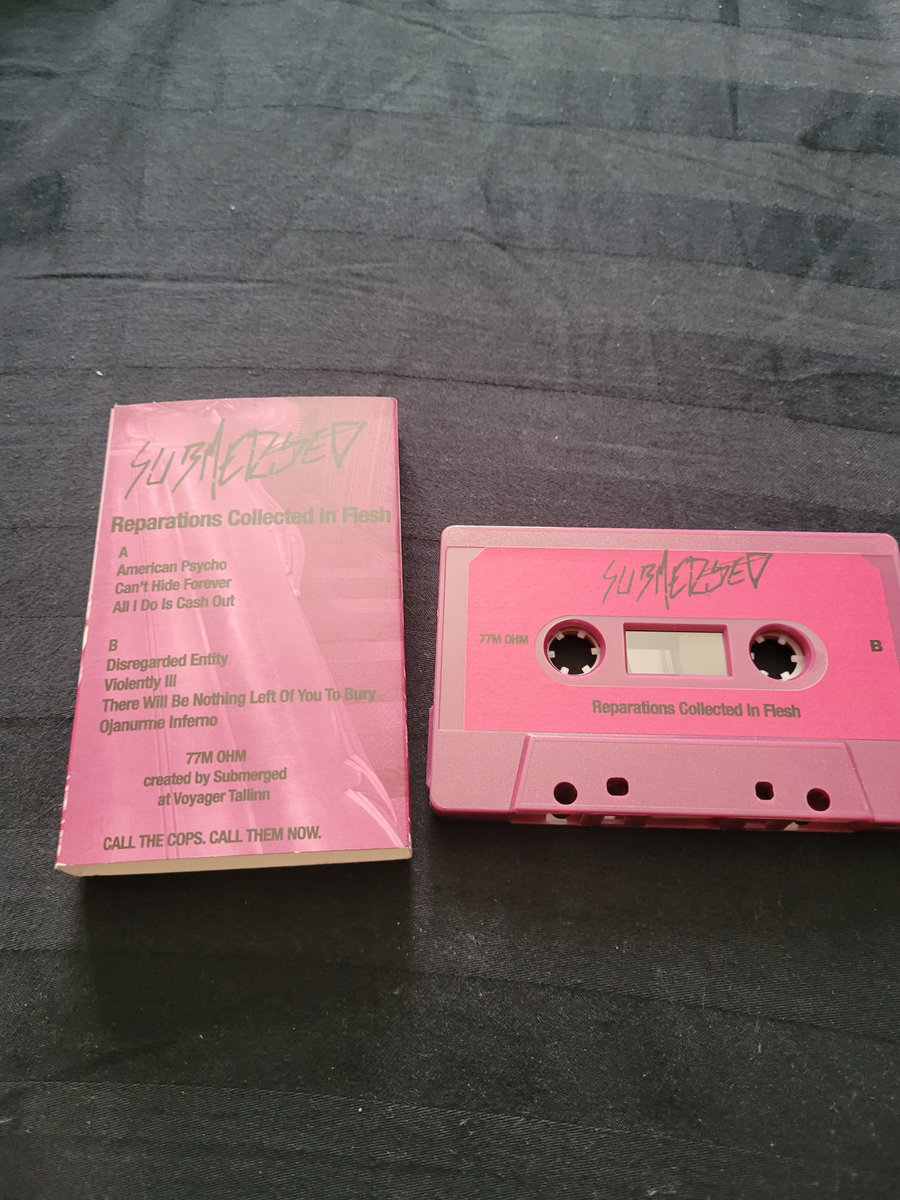 SUBMERGED
Reparations Collected In Flesh
A
American Psycho
Can't Hide Forever
All I Do Is Cash Out
B
Disregarded Entity
Violently Ill
There Will Be Nothing Left Of You To Bury
Ojanurme Inferno
77M OHM
created by Submerged
at Voyager Tallinn
CALL THE COPS. CALL THEM NOW.
SUBMERGED
77M OHM
B
Reparations Collected In Flesh